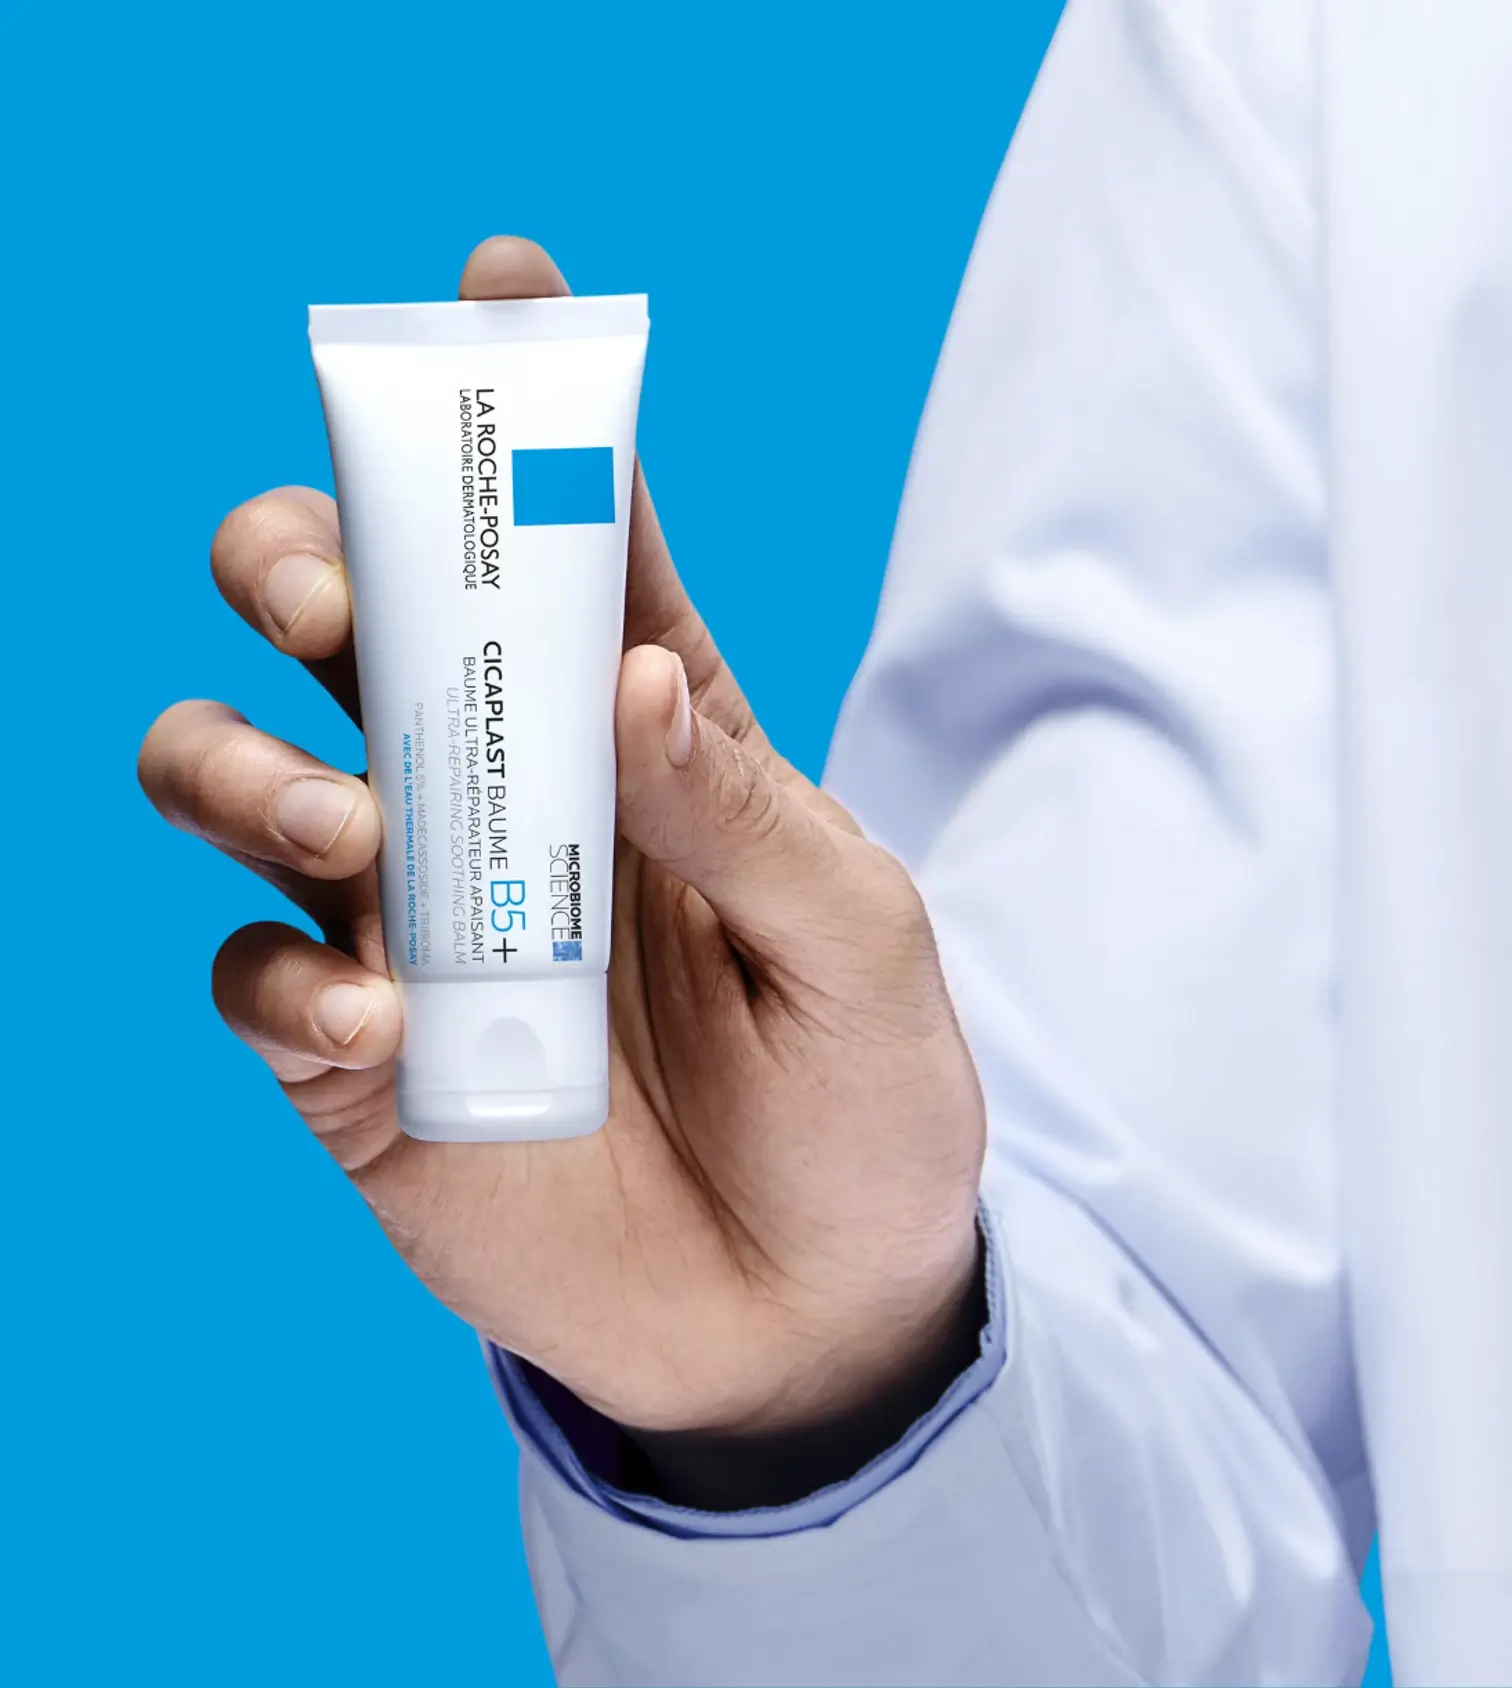 LA ROCHE-POSAY
LABORATOIRE DERMATOLOGIQUE
MICROBIOME
SCIENCE
CICAPLAST BAUME B5+
BAUME ULTRA-RÉPARATEUR APAISANT
ULTRA-REPAIRING SOOTHING BALM
PANTHENOL 5% + MADECASSOSIDE + TRIBIOMA
AVEC DE L'EAU THERMALE DE LA ROCHE-POSAY